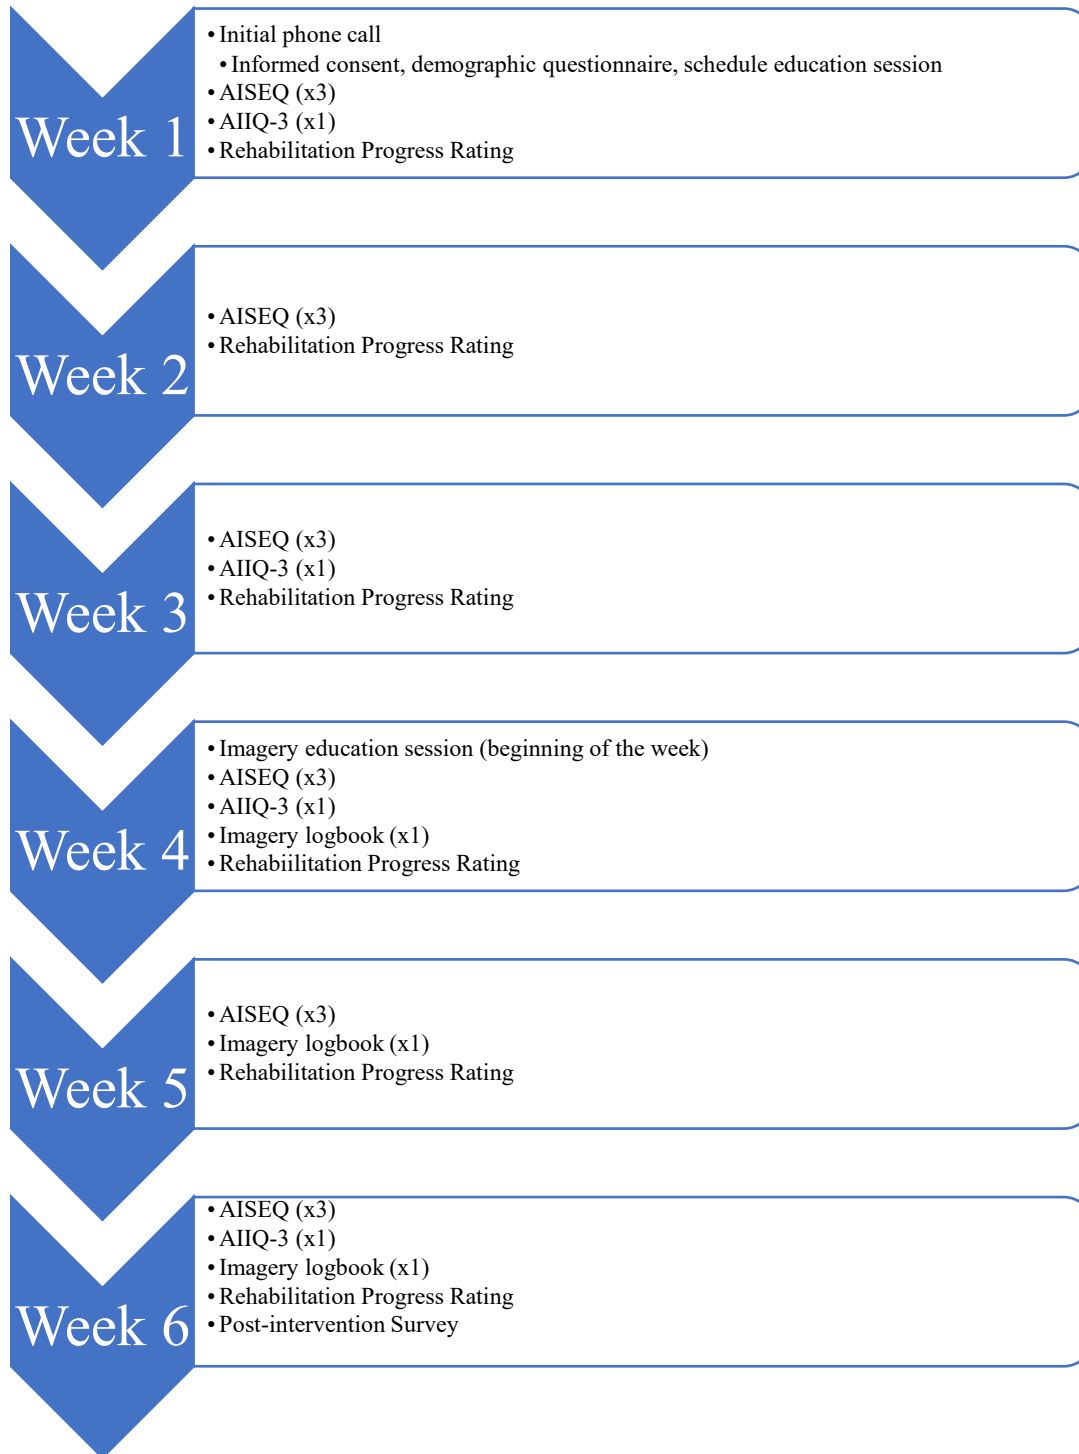 Week 1
• Initial phone call
• Informed consent, demographic questionnaire, schedule education session
• AISEQ (x3)
• AIIQ-3 (x1)
• Rehabilitation Progress Rating
Week 2
• AISEQ (x3)
• Rehabilitation Progress Rating
Week 3
• AISEQ (x3)
• AIIQ-3 (x1)
• Rehabilitation Progress Rating
Week 4
• Imagery education session (beginning of the week)
• AISEQ (x3)
• AIIQ-3 (x1)
• Imagery logbook (x1)
• Rehabiilitation Progress Rating
Week 5
• AISEQ (x3)
• Imagery logbook (x1)
• Rehabilitation Progress Rating
Week 6
• AISEQ (x3)
• AIIQ-3 (x1)
• Imagery logbook (x1)
• Rehabilitation Progress Rating
• Post-intervention Survey